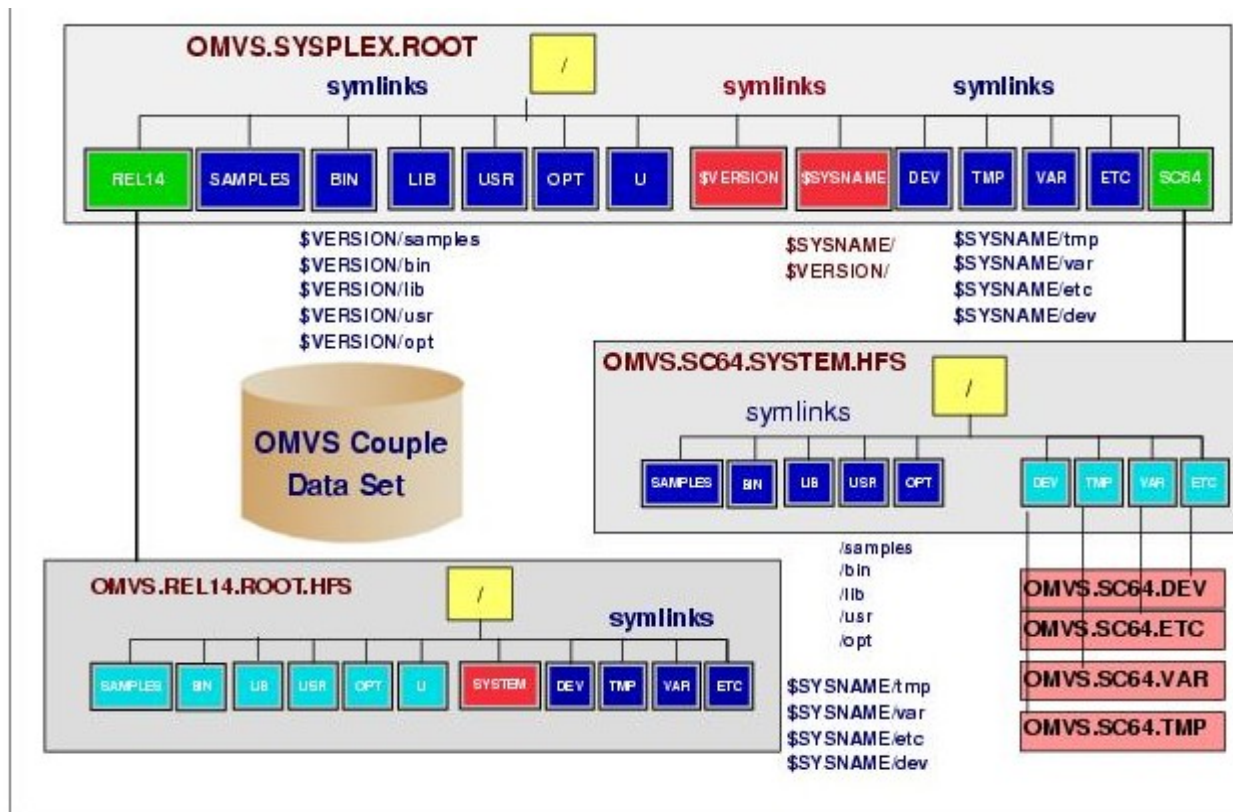 OMVS.SYSPLEX.ROOT
/
symlinks
symlinks
symlinks
REL14
SAMPLES
BIN
LIB
USR
OPT
U
$VERSION
$SYSNAME
DEV
TMP
VAR
ETC
SC64
$VERSION/samples
$VERSION/bin
$VERSION/lib
$VERSION/usr
$VERSION/opt
$SYSNAME/
$VERSION/
$SYSNAME/tmp
$SYSNAME/var
$SYSNAME/etc
$SYSNAME/dev
OMVS Couple
Data Set
OMVS.SC64.SYSTEM.HFS
/
symlinks
SAMPLES
BIN
LIB
USR
OPT
DEV
TMP
VAR
ETC
/samples
/bin
/lib
/usr
/opt
OMVS.SC64.DEV
OMVS.SC64.ETC
OMVS.SC64.VAR
OMVS.SC64.TMP
OMVS.REL14.ROOT.HFS
/
symlinks
SAMPLES
BIN
LIB
USR
OPT
U
SYSTEM
DEV
TMP
VAR
ETC
$SYSNAME/tmp
$SYSNAME/var
$SYSNAME/etc
$SYSNAME/dev